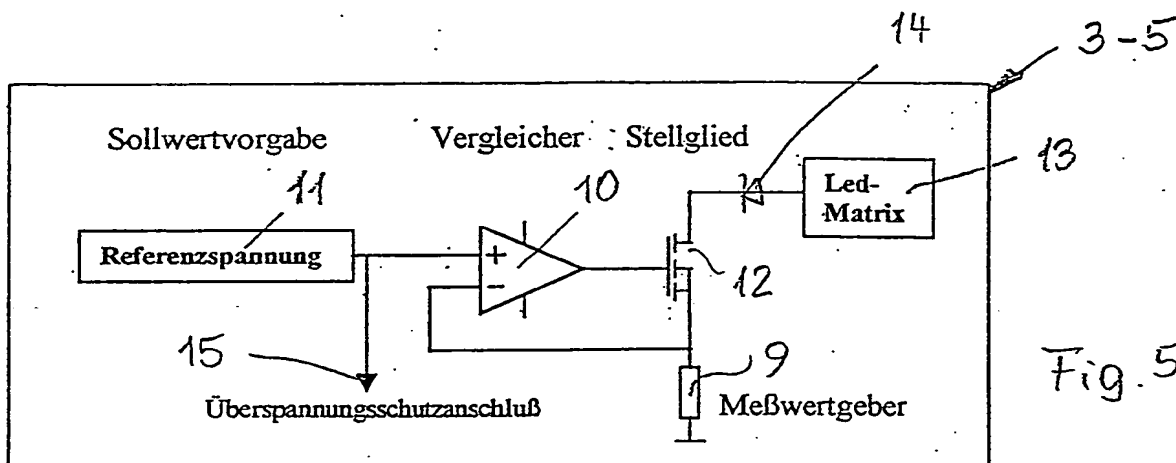 14
3-5
Sollwertvorgabe Vergleicher Stellglied
11
10
13
Led-
Matrix
Referenzspannung
+
−
12
15
9
Überspannungsschutzanschluß
Meßwertgeber
Fig. 5